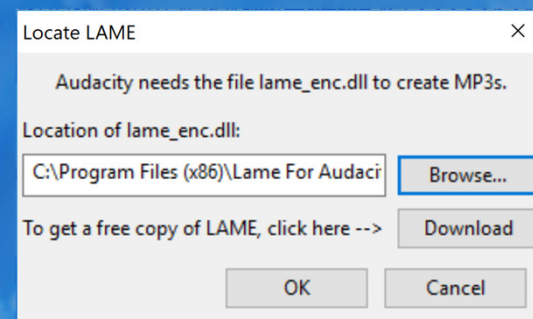 Locate LAME
Audacity needs the file lame_enc.dll to create MP3s.
Location of lame_enc.dll:
C:\Program Files (x86)\Lame For Audaci
Browse...
To get a free copy of LAME, click here -->
Download
OK
Cancel